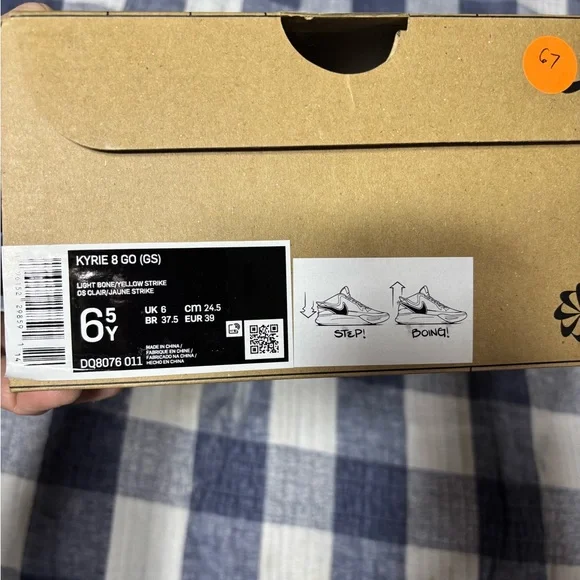 67
KYRIE 8 GO (GS)
LIGHT BONE/YELLOW STRIKE
OS CLAIR/JAUNE STRIKE
6.5Y
UK 6 cm 24.5
BR 37.5 EUR 39
MADE IN CHINA /
FABRIQUE EN CHINE /
FABRICADO NA CHINA /
HECHO EN CHINA
DQ8076 011
STEP!
BOING!